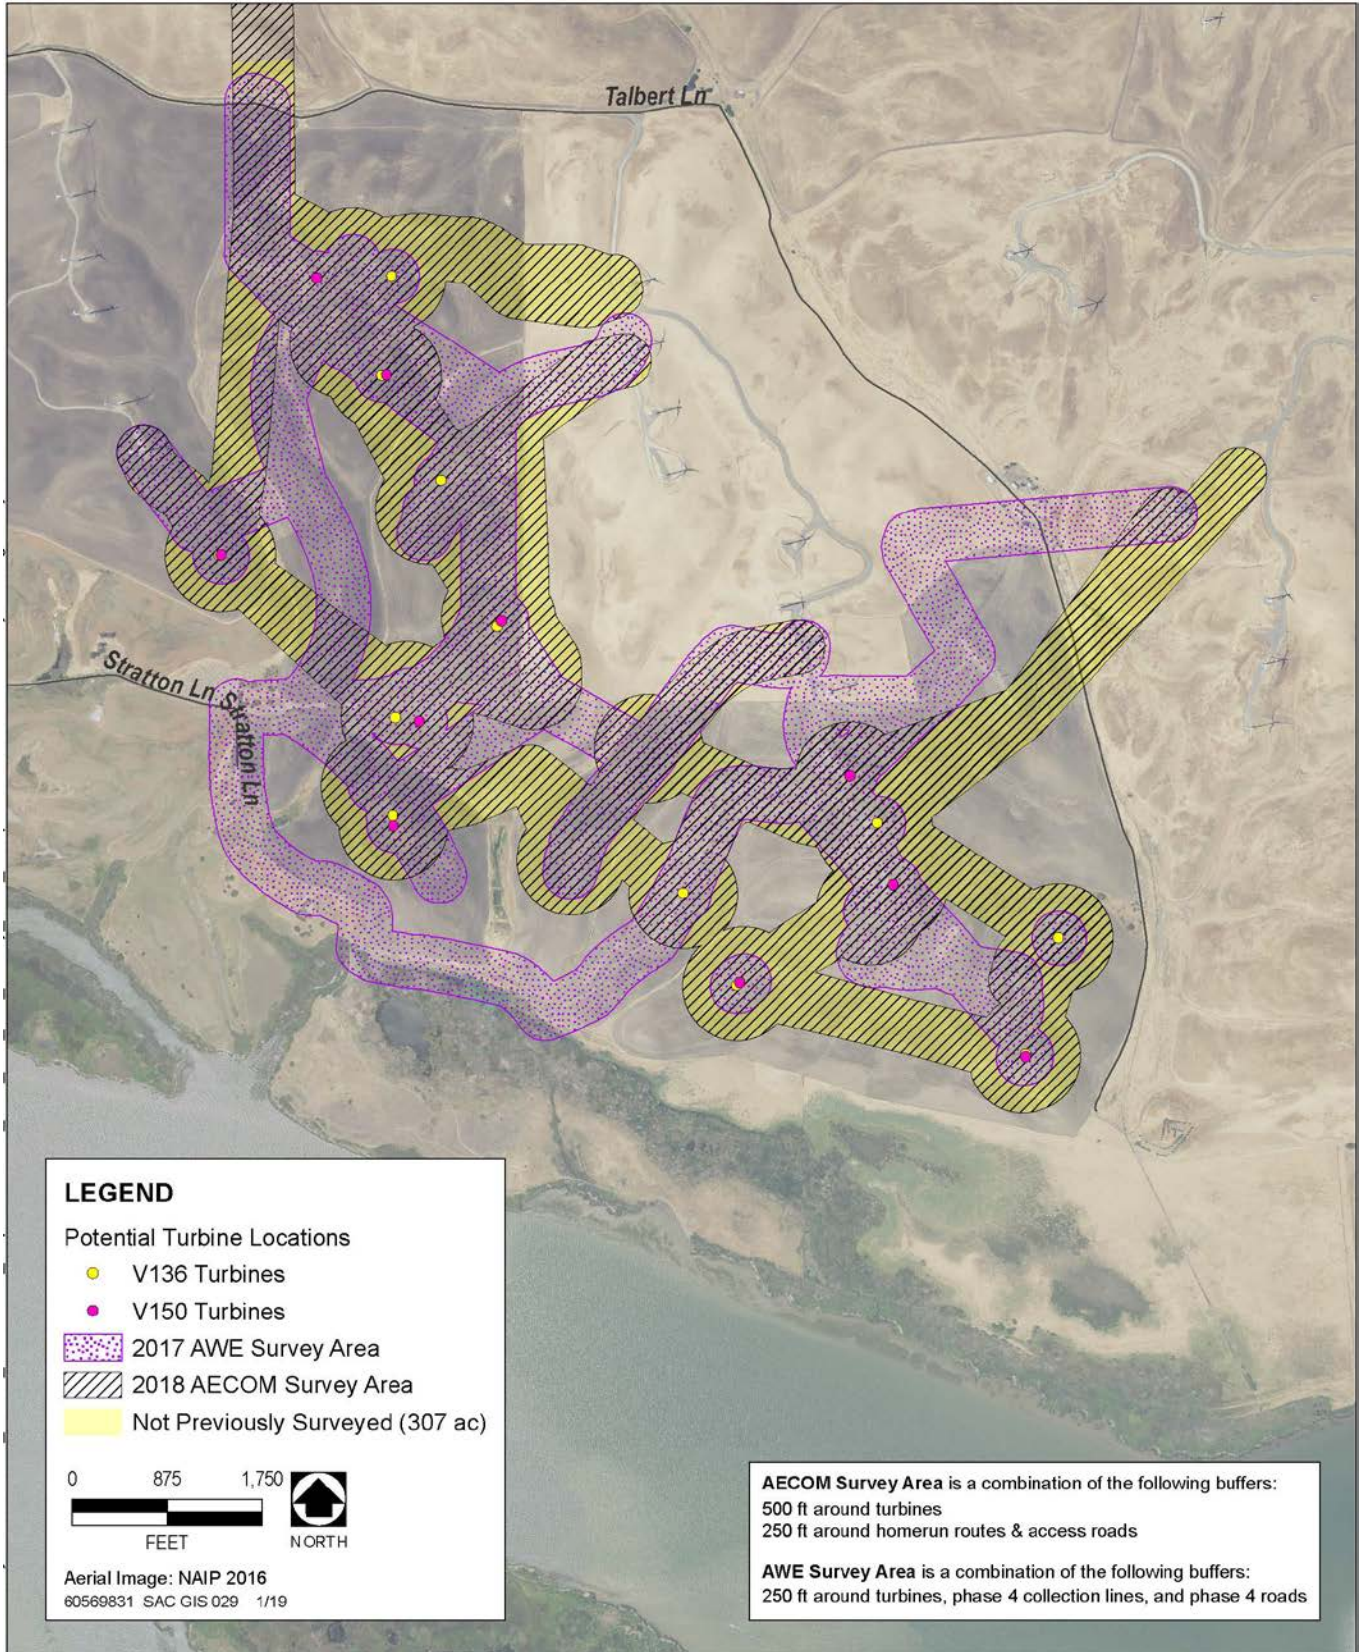 Talbert Ln
Stratton Ln
Stratton Ln
LEGEND
Potential Turbine Locations
V136 Turbines
V150 Turbines
2017 AWE Survey Area
2018 AECOM Survey Area
Not Previously Surveyed (307 ac)
0 875 1,750
FEET
NORTH
Aerial Image: NAIP 2016
60569831 SAC GIS 029 1/19
AECOM Survey Area is a combination of the following buffers:
500 ft around turbines
250 ft around homerun routes & access roads
AWE Survey Area is a combination of the following buffers:
250 ft around turbines, phase 4 collection lines, and phase 4 roads